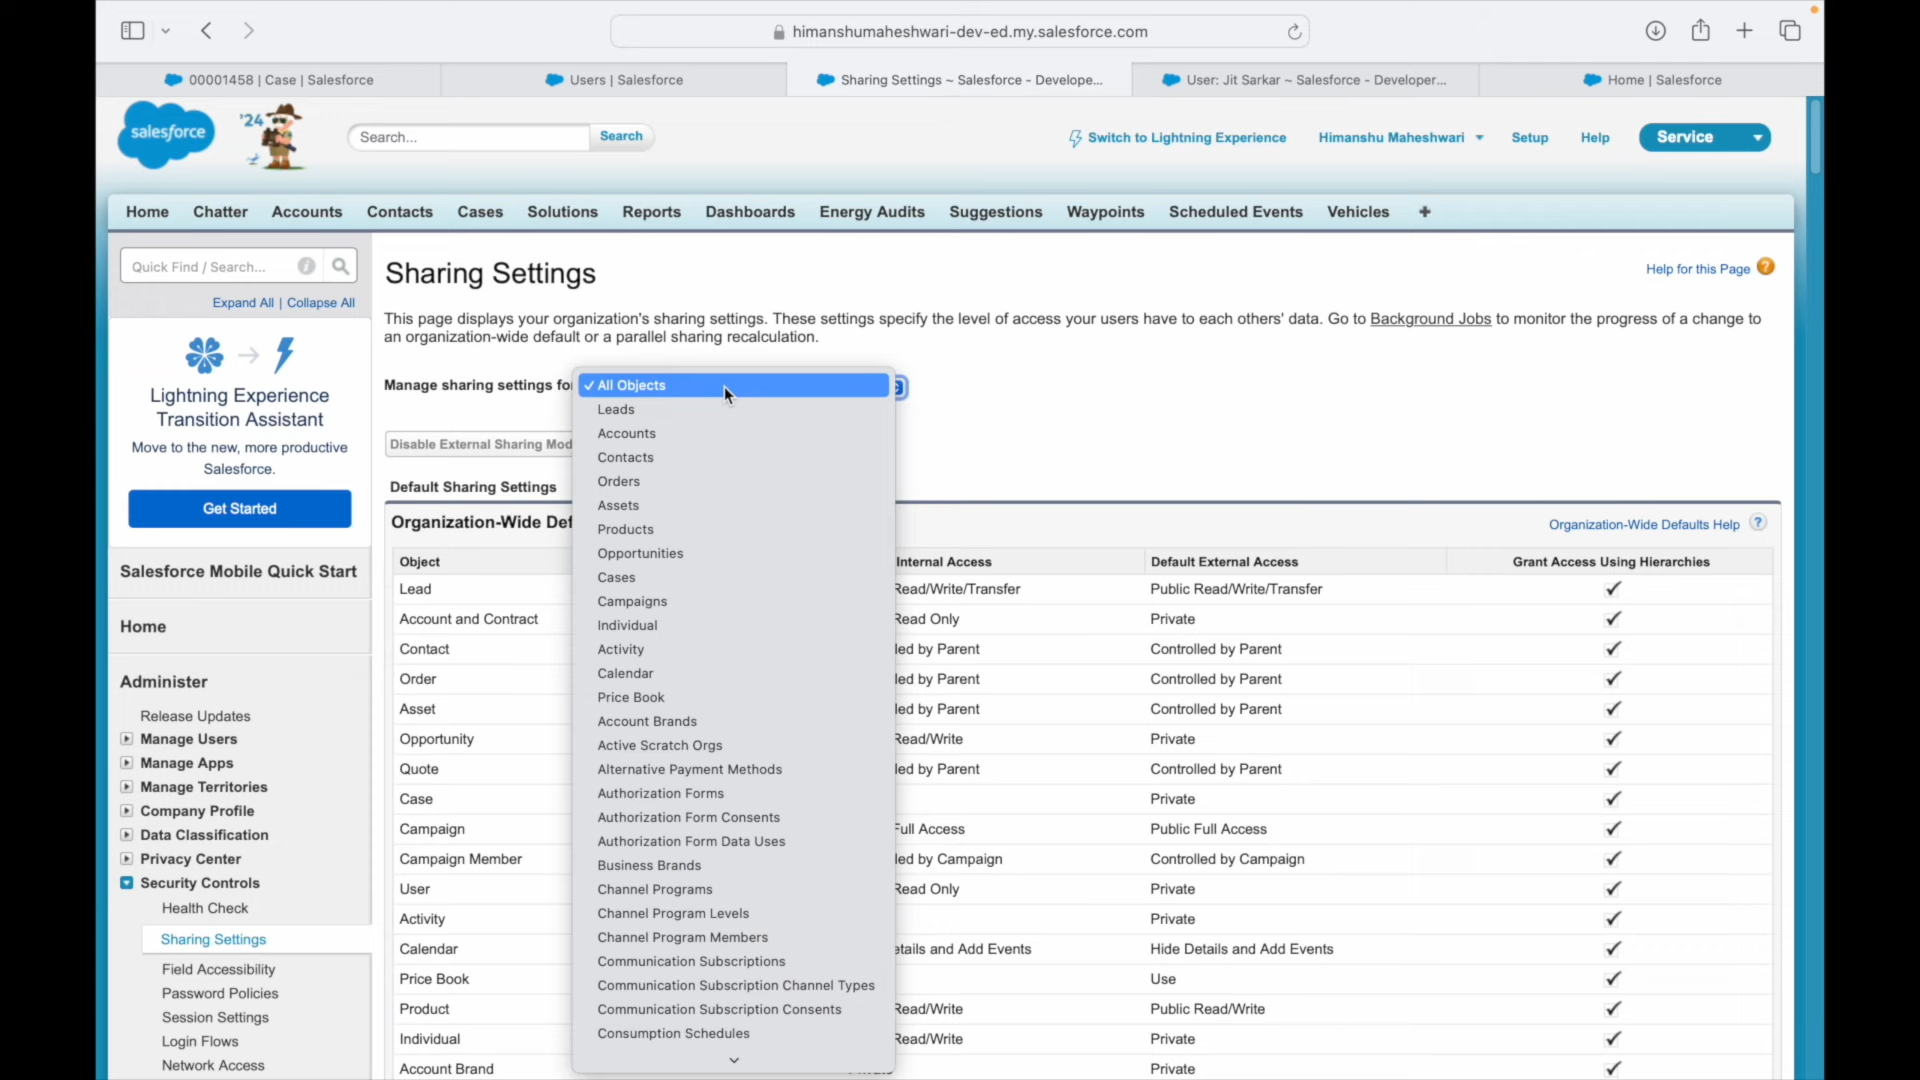 himanshumaheshwari-dev-ed.my.salesforce.com
00001458 | Case | Salesforce
Users | Salesforce
Sharing Settings ~ Salesforce - Develope...
User: Jit Sarkar ~ Salesforce - Developer...
Home | Salesforce
salesforce
'24
Search...
Search
Switch to Lightning Experience
Himanshu Maheshwari
Setup
Help
Service
Home
Chatter
Accounts
Contacts
Cases
Solutions
Reports
Dashboards
Energy Audits
Suggestions
Waypoints
Scheduled Events
Vehicles
Quick Find / Search...
Expand All | Collapse All
Lightning Experience
Transition Assistant
Move to the new, more productive
Salesforce.
Get Started
Salesforce Mobile Quick Start
Home
Administer
Release Updates
Manage Users
Manage Apps
Manage Territories
Company Profile
Data Classification
Privacy Center
Security Controls
Health Check
Sharing Settings
Field Accessibility
Password Policies
Session Settings
Login Flows
Network Access
Sharing Settings
Help for this Page
This page displays your organization's sharing settings. These settings specify the level of access your users have to each others' data. Go to Background Jobs to monitor the progress of a change to
an organization-wide default or a parallel sharing recalculation.
Manage sharing settings fo
Disable External Sharing Mod
Default Sharing Settings
All Objects
Leads
Accounts
Contacts
Orders
Assets
Products
Opportunities
Cases
Campaigns
Individual
Activity
Calendar
Price Book
Account Brands
Active Scratch Orgs
Alternative Payment Methods
Authorization Forms
Authorization Form Consents
Authorization Form Data Uses
Business Brands
Channel Programs
Channel Program Levels
Channel Program Members
Communication Subscriptions
Communication Subscription Channel Types
Communication Subscription Consents
Consumption Schedules
Organization-Wide Def
Organization-Wide Defaults Help ?
Object Internal Access Default External Access Grant Access Using Hierarchies
Lead Read/Write/Transfer Public Read/Write/Transfer
Account and Contract Read Only Private
Contact led by Parent Controlled by Parent
Order led by Parent Controlled by Parent
Asset led by Parent Controlled by Parent
Opportunity Read/Write Private
Quote led by Parent Controlled by Parent
Case Private
Campaign Full Access Public Full Access
Campaign Member led by Campaign Controlled by Campaign
User Read Only Private
Activity Private
Calendar etails and Add Events Hide Details and Add Events
Price Book Use
Product Read/Write Public Read/Write
Individual Read/Write Private
Account Brand Private